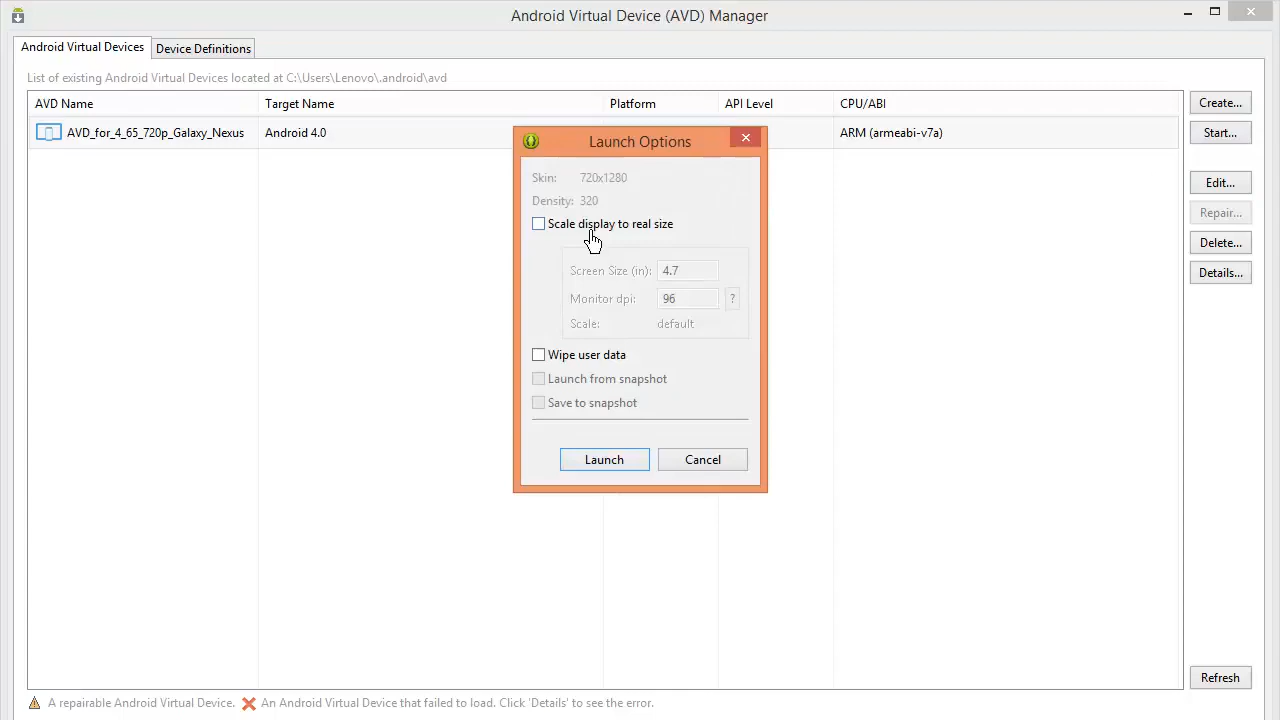 Android Virtual Device (AVD) Manager
Android Virtual Devices Device Definitions
List of existing Android Virtual Devices located at C:\Users\Lenovo\.android\avd
AVD Name Target Name Platform API Level CPU/ABI
AVD_for_4_65_720p_Galaxy_Nexus Android 4.0 ARM (armeabi-v7a)
Create...
Start...
Edit...
Repair...
Delete...
Details...
Refresh
Launch Options
Skin: 720x1280
Density: 320
Scale display to real size
Screen Size (in): 4.7
Monitor dpi: 96 ?
Scale: default
Wipe user data
Launch from snapshot
Save to snapshot
Launch Cancel
A repairable Android Virtual Device. An Android Virtual Device that failed to load. Click 'Details' to see the error.